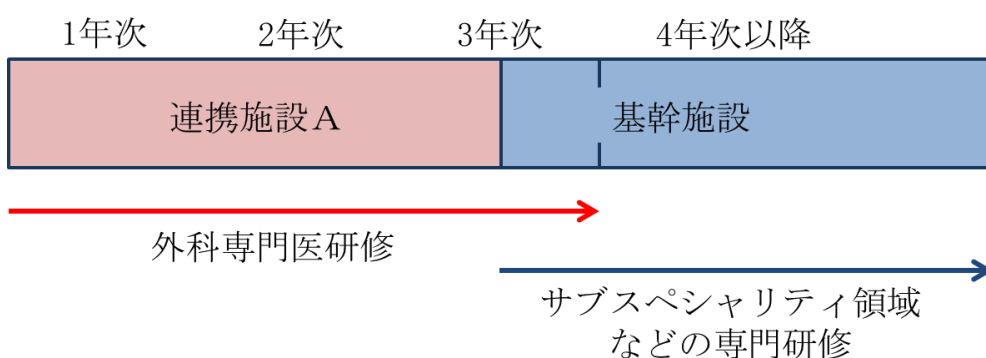 1年次 2年次 3年次 4年次以降
連携施設A 基幹施設
外科専門医研修
サブスペシャリティ領域
などの専門研修